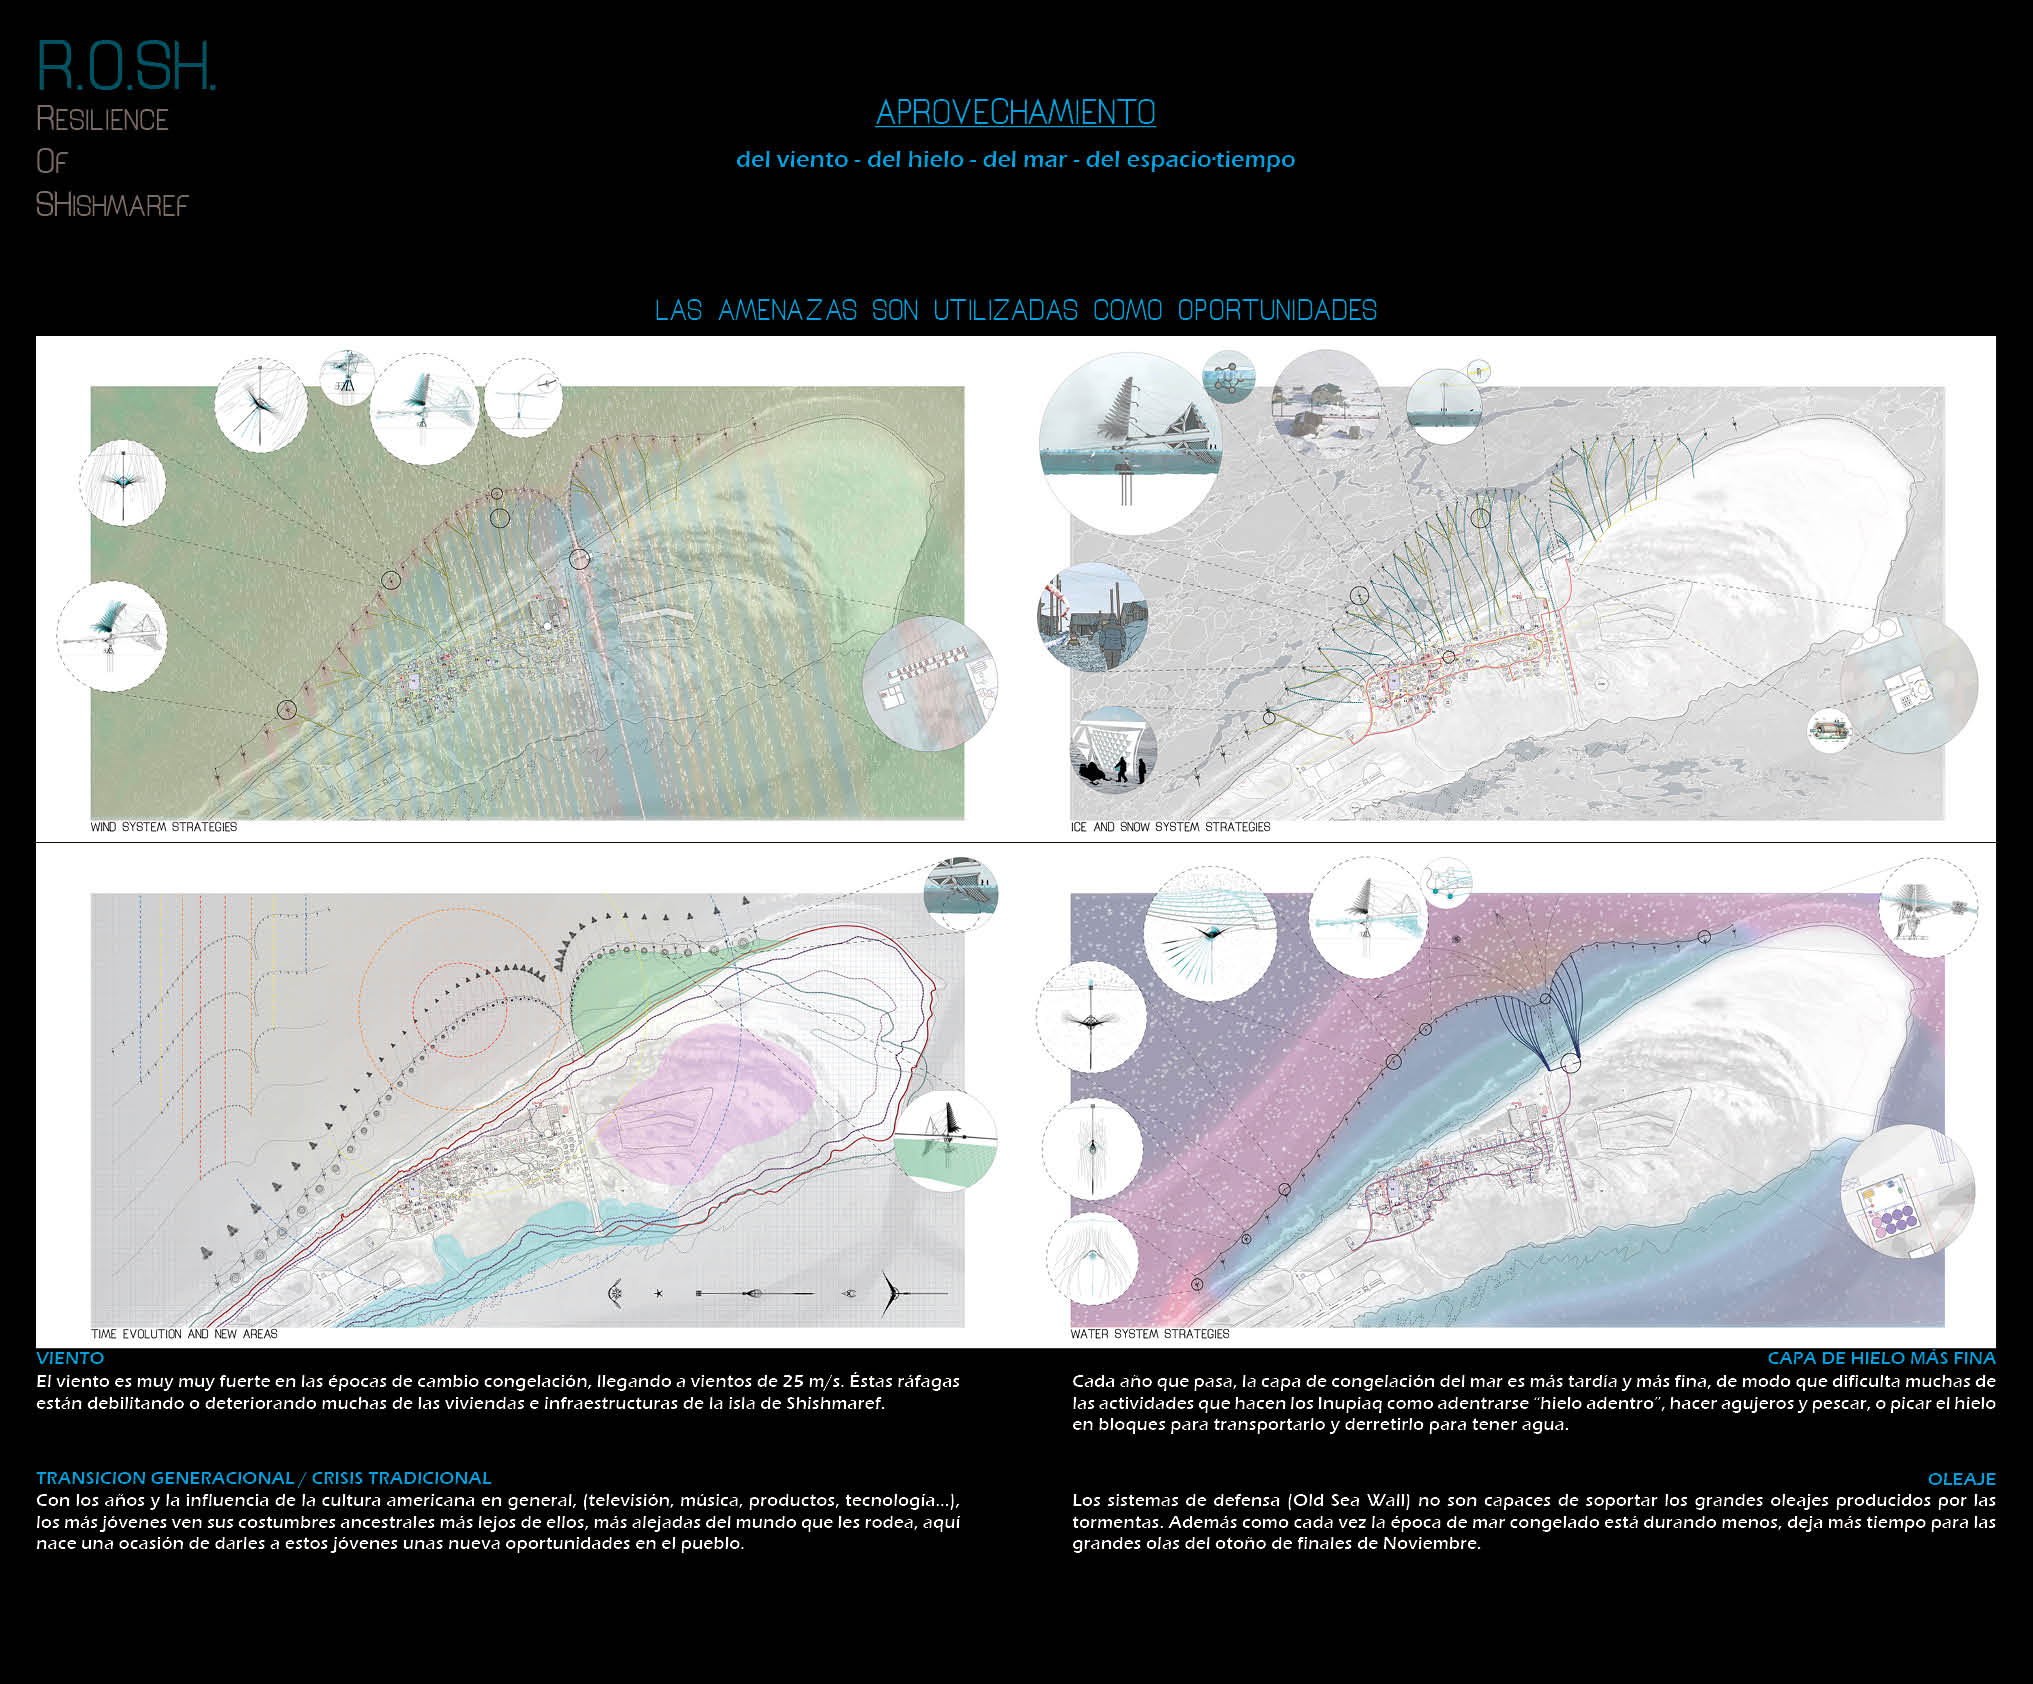 R.O.SH.
RESILIENCE
OF
SHISHMAREF
APROVECHAMIENTO
del viento - del hielo - del mar - del espacio·tiempo
LAS AMENAZAS SON UTILIZADAS COMO OPORTUNIDADES
WIND SYSTEM STRATEGIES
ICE AND SNOW SYSTEM STRATEGIES
TIME EVOLUTION AND NEW AREAS
WATER SYSTEM STRATEGIES
VIENTO
El viento es muy muy fuerte en las épocas de cambio congelación, llegando a vientos de 25 m/s. Éstas ráfagas
están debilitando o deteriorando muchas de las viviendas e infraestructuras de la isla de Shishmaref.
CAPA DE HIELO MÁS FINA
Cada año que pasa, la capa de congelación del mar es más tardía y más fina, de modo que dificulta muchas de
las actividades que hacen los Inupiaq como adentrarse “hielo adentro”, hacer agujeros y pescar, o picar el hielo
en bloques para transportarlo y derretirlo para tener agua.
TRANSICION GENERACIONAL / CRISIS TRADICIONAL
Con los años y la influencia de la cultura americana en general, (televisión, música, productos, tecnología...),
los más jóvenes ven sus costumbres ancestrales más lejos de ellos, más alejadas del mundo que les rodea, aquí
nace una ocasión de darles a estos jóvenes unas nueva oportunidades en el pueblo.
OLEAJE
Los sistemas de defensa (Old Sea Wall) no son capaces de soportar los grandes oleajes producidos por las
tormentas. Además como cada vez la época de mar congelado está durando menos, deja más tiempo para las
grandes olas del otoño de finales de Noviembre.